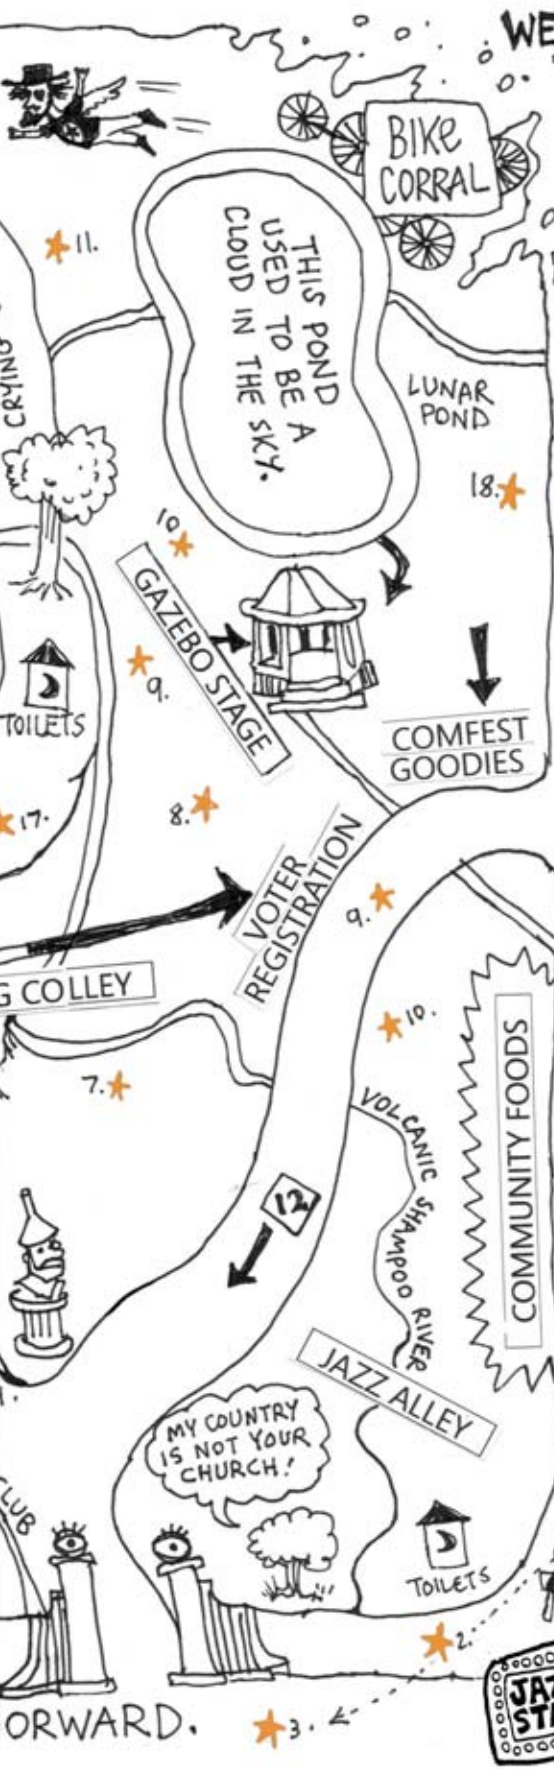 WE
BIKE
CORRAL
11.
THIS POND
USED TO BE A
CLOUD IN THE SKY.
CRYING
LUNAR
POND
18.
10.
GAZEBO STAGE
9.
TOILETS
COMFEST
GOODIES
8.
17.
VOTER
REGISTRATION
9.
G COLLEY
10.
7.
VOLCANIC SHAMPOO RIVER
COMMUNITY FOODS
12.
JAZZ ALLEY
MY COUNTRY
IS NOT YOUR
CHURCH!
CLUB
TOILETS
2.
ORWARD.
3.
JAZ
STA